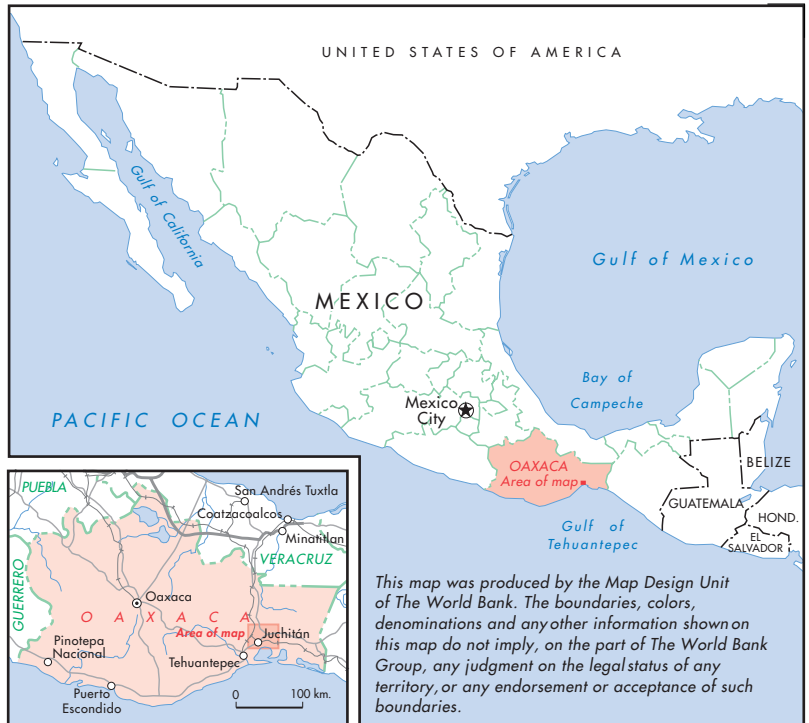 UNITED STATES OF AMERICA
Gulf of California
Gulf of Mexico
MEXICO
Bay of
Campeche
Mexico
City
PACIFIC OCEAN
OAXACA
Area of map
BELIZE
GUATEMALA
HOND.
EL
SALVADOR
Gulf of
Tehuantepec
PUEBLA
San Andrés Tuxtla
Coatzacoalcos
Minatitlan
VERACRUZ
GUERRERO
Oaxaca
OAXACA
Area of map
Juchitán
Pinotepa
Nacional
Tehuantepec
Puerto
Escondido
0 100 km.
This map was produced by the Map Design Unit
of The World Bank. The boundaries, colors,
denominations and any other information shown on
this map do not imply, on the part of The World Bank
Group, any judgment on the legal status of any
territory, or any endorsement or acceptance of such
boundaries.